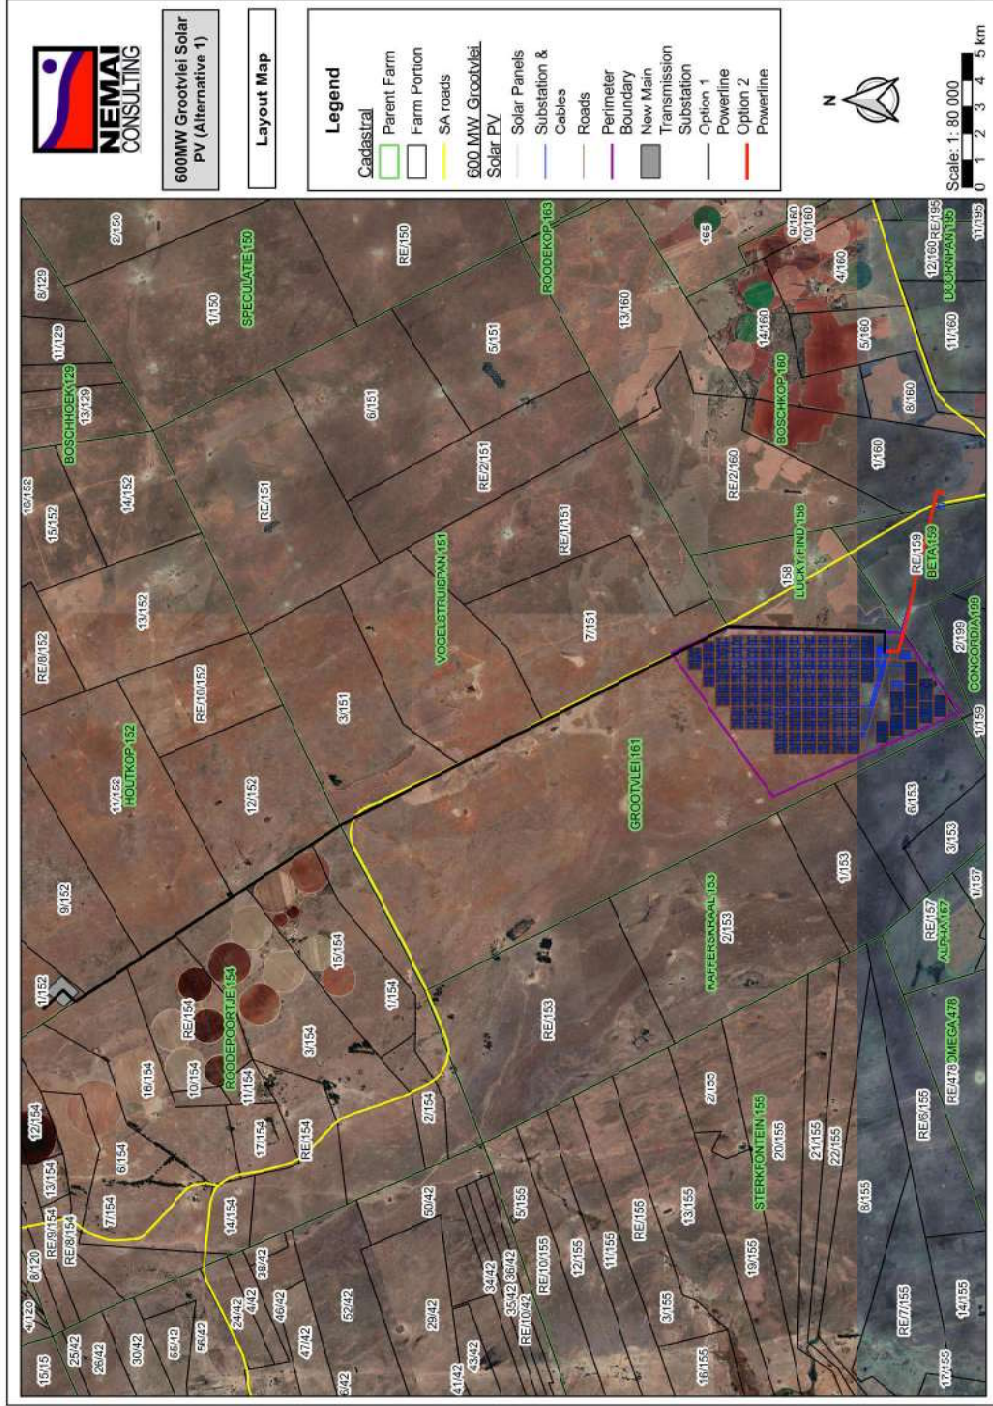 NEMAI
CONSULTING
600MW Grootvlei Solar
PV (Alternative 1)
Layout Map
Legend
Cadastral
Parent Farm
Farm Portion
SA roads
600 MW Grootvlei
Solar PV
Solar Panels
Substation &
Cables
Roads
Perimeter
Boundary
New Main
Transmission
Substation
Option 1
Powerline
Option 2
Powerline
N
Scale: 1: 80 000
0 1 2 3 4 5 km
8/129
11/129
BOSCHHOEK 129
13/129
15/152
14/152
13/152
RE/8/152
RE/10/152
HOUTKOP 152
11/152
12/152
9/152
1/152
2/150
1/150
SPECULATIE 150
RE/150
RE/151
6/151
5/151
RE/2/151
RE/1/151
3/151
VOGELSTRUISPAN 151
7/151
ROODEKOP 163
13/160
14/160
BOSCHKOP 160
RE/2/160
10/160
4/160
5/160
8/160
1/160
11/160
12/160
RE/195
DOORNPAN 195
11/195
158
LUCKY FIND 158
RE/159
BETA 159
2/199
CONCORDIA 199
1/159
GROOTVLEI 161
6/153
3/153
1/153
KAFFERSKRAAL 153
2/153
RE/153
1/157
RE/157
ALPHA 157
OMEGA 478
RE/478
RE/154
ROODEPOORTJE 154
15/154
1/154
3/154
10/154
11/154
16/154
12/154
6/154
13/154
7/154
RE/9/154
RE/8/154
17/154
RE/154
2/154
14/154
50/42
5/155
RE/10/155
12/155
11/155
RE/155
13/155
STERKFONTEIN 155
20/155
21/155
22/155
19/155
8/155
RE/6/155
RE/7/155
14/155
3/155
16/155
15/15
25/42
26/42
30/42
24/42
4/42
46/42
47/42
52/42
29/42
41/42
43/42
34/42
36/42
35/42
RE/10/42